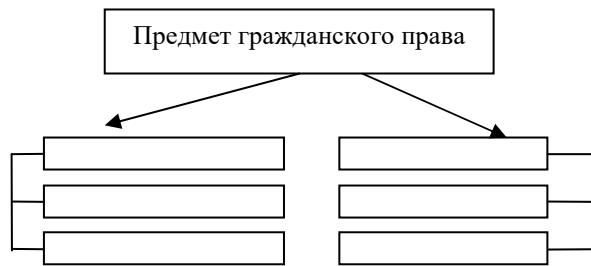 Предмет гражданского права